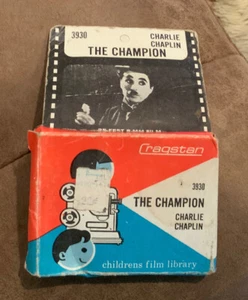 3930
CHARLIE
CHAPLIN
THE CHAMPION
Cragstan
3930
THE CHAMPION
CHARLIE
CHAPLIN
childrens film library